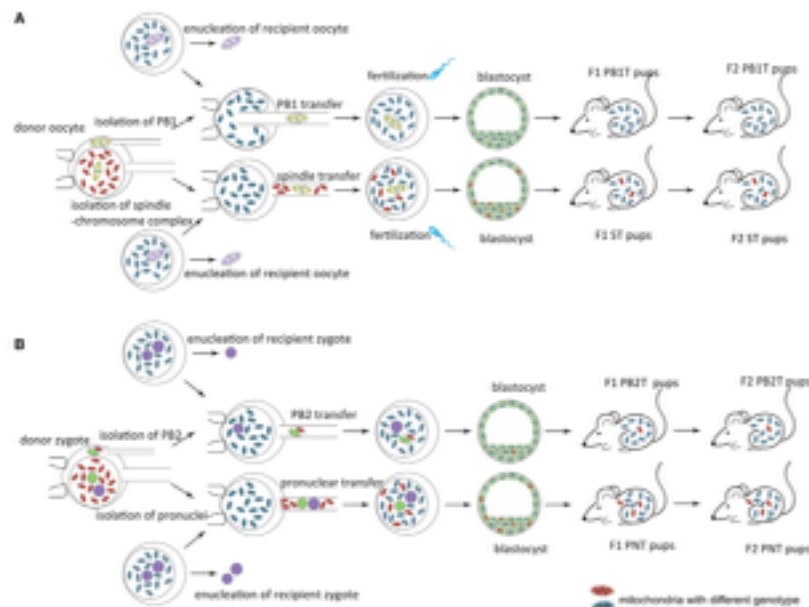 A
enucleation of recipient oocyte
isolation of PB1
donor oocyte
PB1 transfer
fertilization
blastocyst
F1 PB1T pups
F2 PB1T pups
spindle transfer
isolation of spindle
-chromosome complex
fertilization
blastocyst
F1 ST pups
F2 ST pups
enucleation of recipient oocyte
B
enucleation of recipient zygote
isolation of PB2
donor zygote
PB2 transfer
blastocyst
F1 PB2T pups
F2 PB2T pups
pronuclear transfer
isolation of pronuclei
blastocyst
F1 PNT pups
F2 PNT pups
enucleation of recipient zygote
mitochondria with different genotype